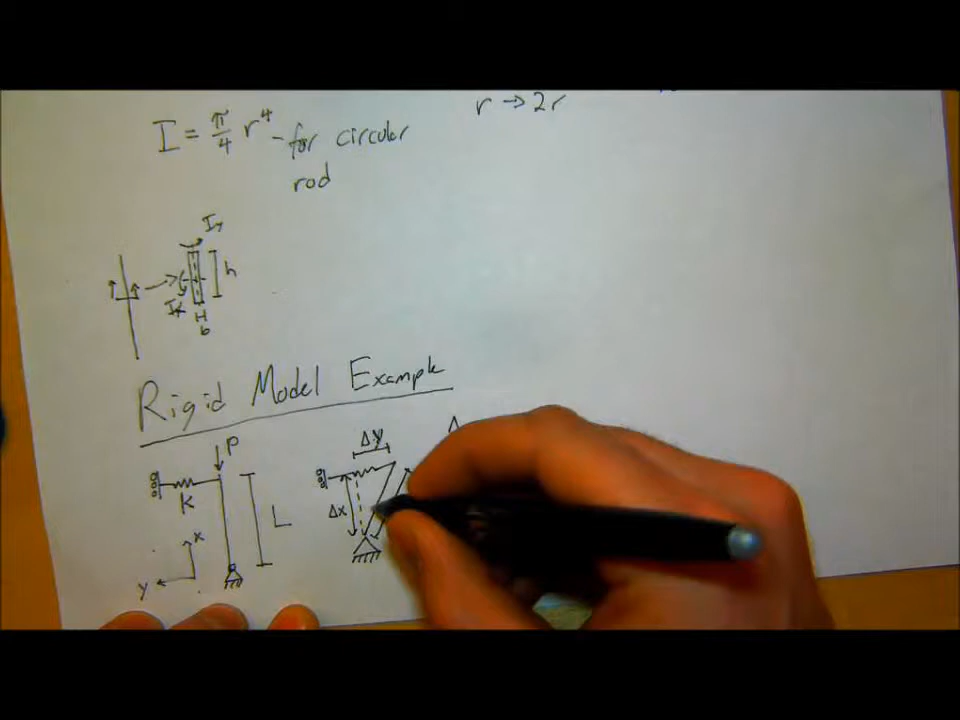 I = π/4 r⁴ - for circular
rod
r → 2r
I
h
I
b
Rigid Model Example
P
K
L
x
y
Δy
Δx
Δ